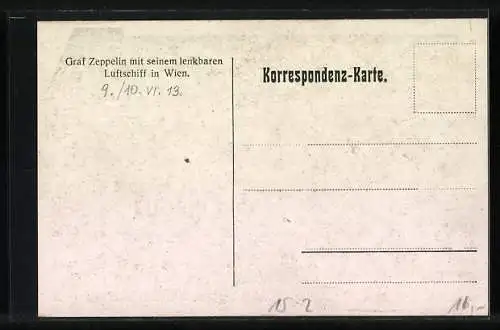 Graf Zeppelin mit seinem lenkbaren
Luftschiff in Wien.
9./10. VI. 13.
Korrespondenz-Karte.
15 2
16,-